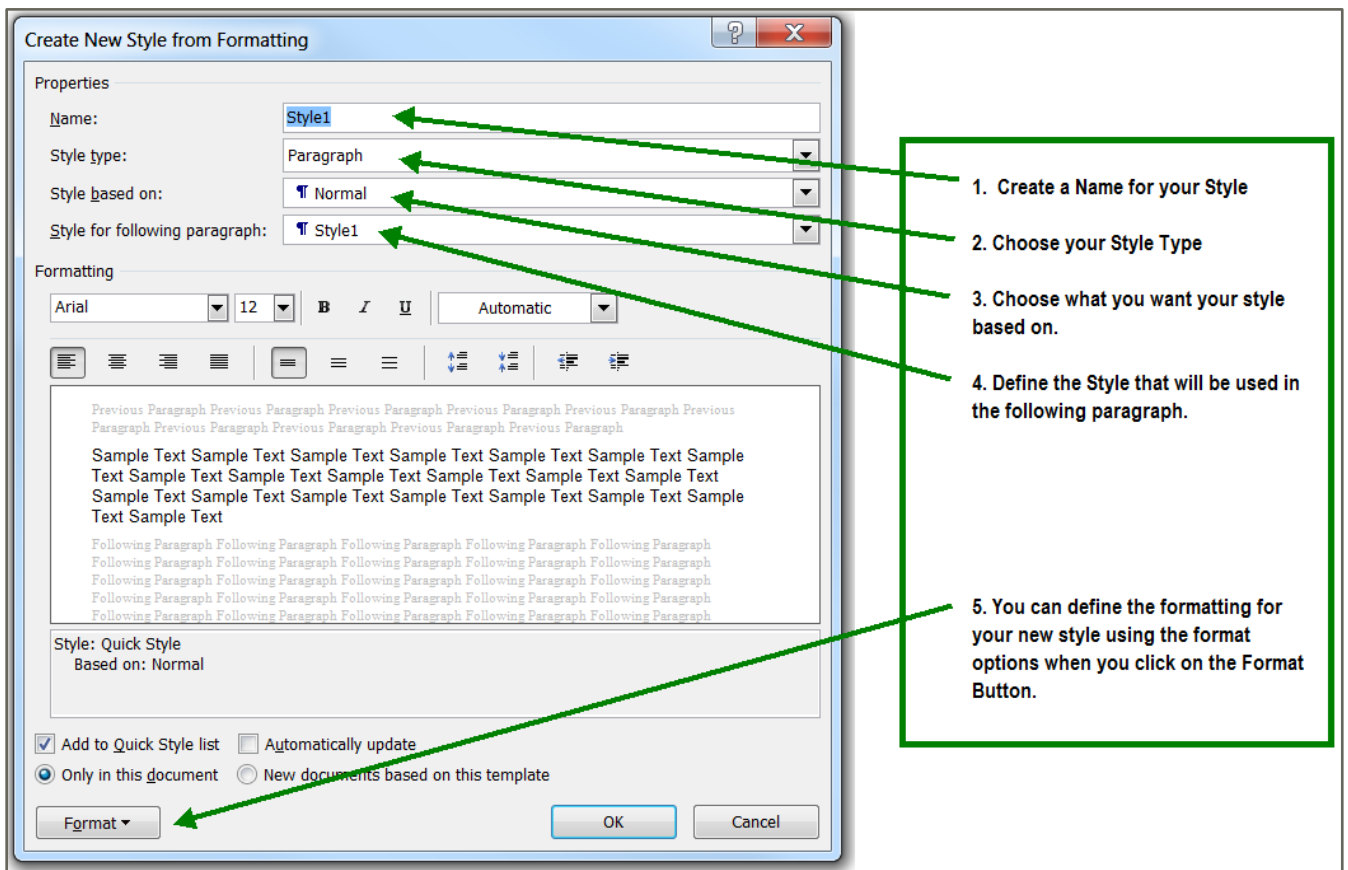 Create New Style from Formatting
Properties
Name:
Style1
Style type:
Paragraph
Style based on:
¶ Normal
Style for following paragraph:
¶ Style1
Formatting
Arial
12
B I U
Automatic
Previous Paragraph Previous Paragraph Previous Paragraph Previous Paragraph Previous Paragraph Previous
Paragraph Previous Paragraph Previous Paragraph Previous Paragraph Previous Paragraph
Sample Text Sample Text Sample Text Sample Text Sample Text Sample Text Sample
Text Sample Text Sample Text Sample Text Sample Text Sample Text Sample Text
Sample Text Sample Text Sample Text Sample Text Sample Text Sample Text Sample
Text Sample Text
Following Paragraph Following Paragraph Following Paragraph Following Paragraph Following Paragraph
Following Paragraph Following Paragraph Following Paragraph Following Paragraph Following Paragraph
Following Paragraph Following Paragraph Following Paragraph Following Paragraph Following Paragraph
Following Paragraph Following Paragraph Following Paragraph Following Paragraph Following Paragraph
Following Paragraph Following Paragraph Following Paragraph Following Paragraph Following Paragraph
Style: Quick Style
Based on: Normal
Add to Quick Style list
Automatically update
Only in this document
New documents based on this template
Format
OK
Cancel
1. Create a Name for your Style
2. Choose your Style Type
3. Choose what you want your style
based on.
4. Define the Style that will be used in
the following paragraph.
5. You can define the formatting for
your new style using the format
options when you click on the Format
Button.